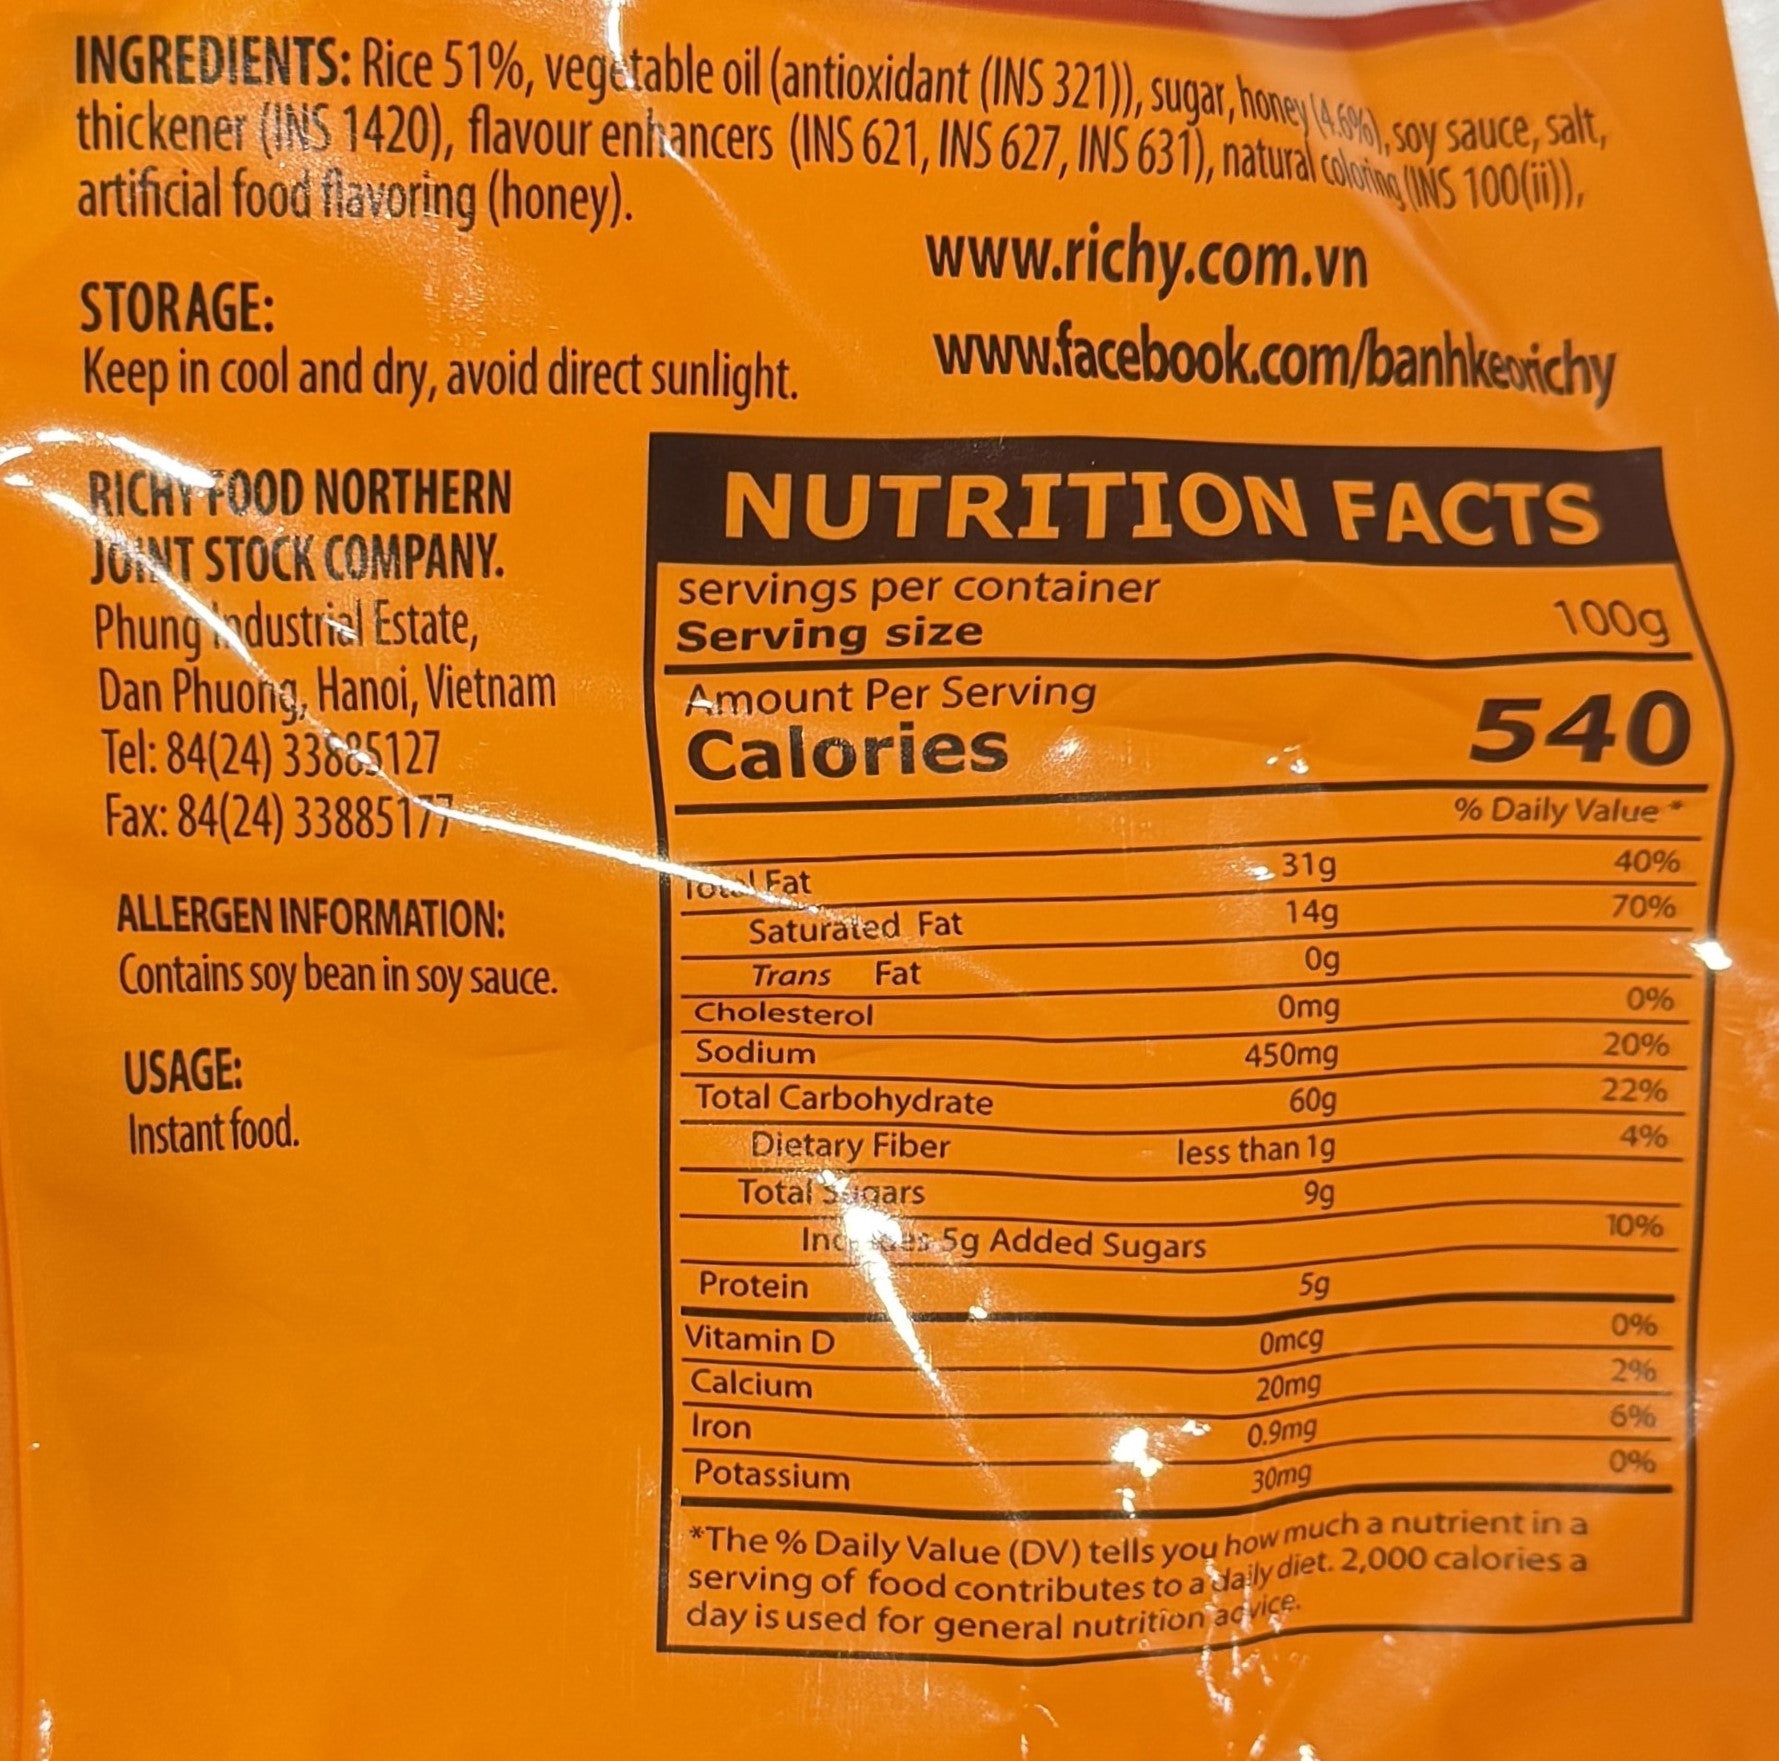 INGREDIENTS: Rice 51%, vegetable oil (antioxidant (INS 321)), sugar, honey (4.6%), soy sauce, salt,
thickener (INS 1420), flavour enhancers (INS 621, INS 627, INS 631), natural coloring (INS 100(ii)),
artificial food flavoring (honey).
www.richy.com.vn
www.facebook.com/banhkeorichy
STORAGE:
Keep in cool and dry, avoid direct sunlight.
RICHY FOOD NORTHERN
JOINT STOCK COMPANY.
Phung Industrial Estate,
Dan Phuong, Hanoi, Vietnam
Tel: 84(24) 33885127
Fax: 84(24) 33885177
ALLERGEN INFORMATION:
Contains soy bean in soy sauce.
USAGE:
Instant food.
NUTRITION FACTS
servings per container
Serving size 100g
Amount Per Serving
Calories 540
% Daily Value *
Total Fat 31g 40%
Saturated Fat 14g 70%
Trans Fat 0g
Cholesterol 0mg 0%
Sodium 450mg 20%
Total Carbohydrate 60g 22%
Dietary Fiber less than 1g 4%
Total Sugars 9g
Includes 5g Added Sugars 10%
Protein 5g
Vitamin D 0mcg 0%
Calcium 20mg 2%
Iron 0.9mg 6%
Potassium 30mg 0%
*The % Daily Value (DV) tells you how much a nutrient in a
serving of food contributes to a daily diet. 2,000 calories a
day is used for general nutrition advice.